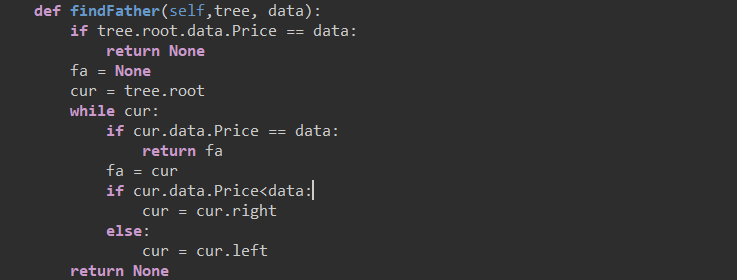 def findFather(self,tree, data):
    if tree.root.data.Price == data:
        return None
    fa = None
    cur = tree.root
    while cur:
        if cur.data.Price == data:
            return fa
        fa = cur
        if cur.data.Price<data:
            cur = cur.right
        else:
            cur = cur.left
    return None